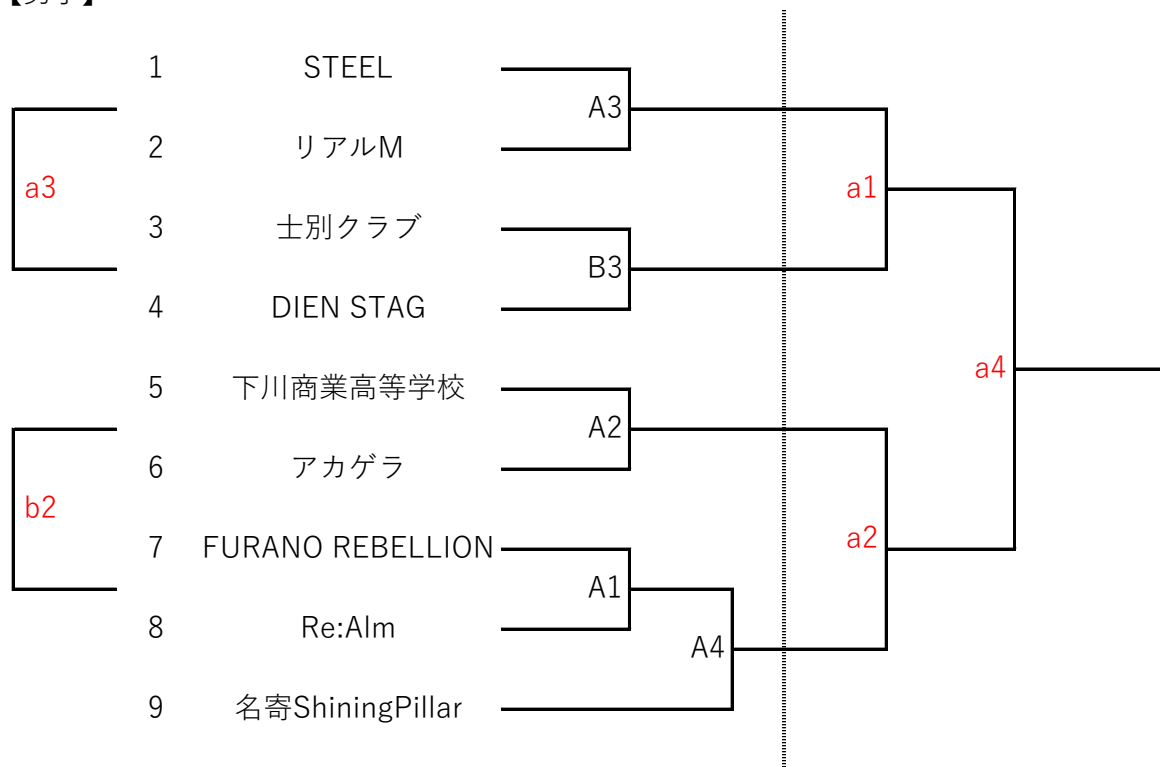 1 STEEL
A3
2 リアルM
a3
a1
3 士別クラブ
B3
4 DIEN STAG
a4
5 下川商業高等学校
A2
6 アカゲラ
b2
a2
7 FURANO REBELLION
A1
8 Re:Alm
A4
9 名寄ShiningPillar